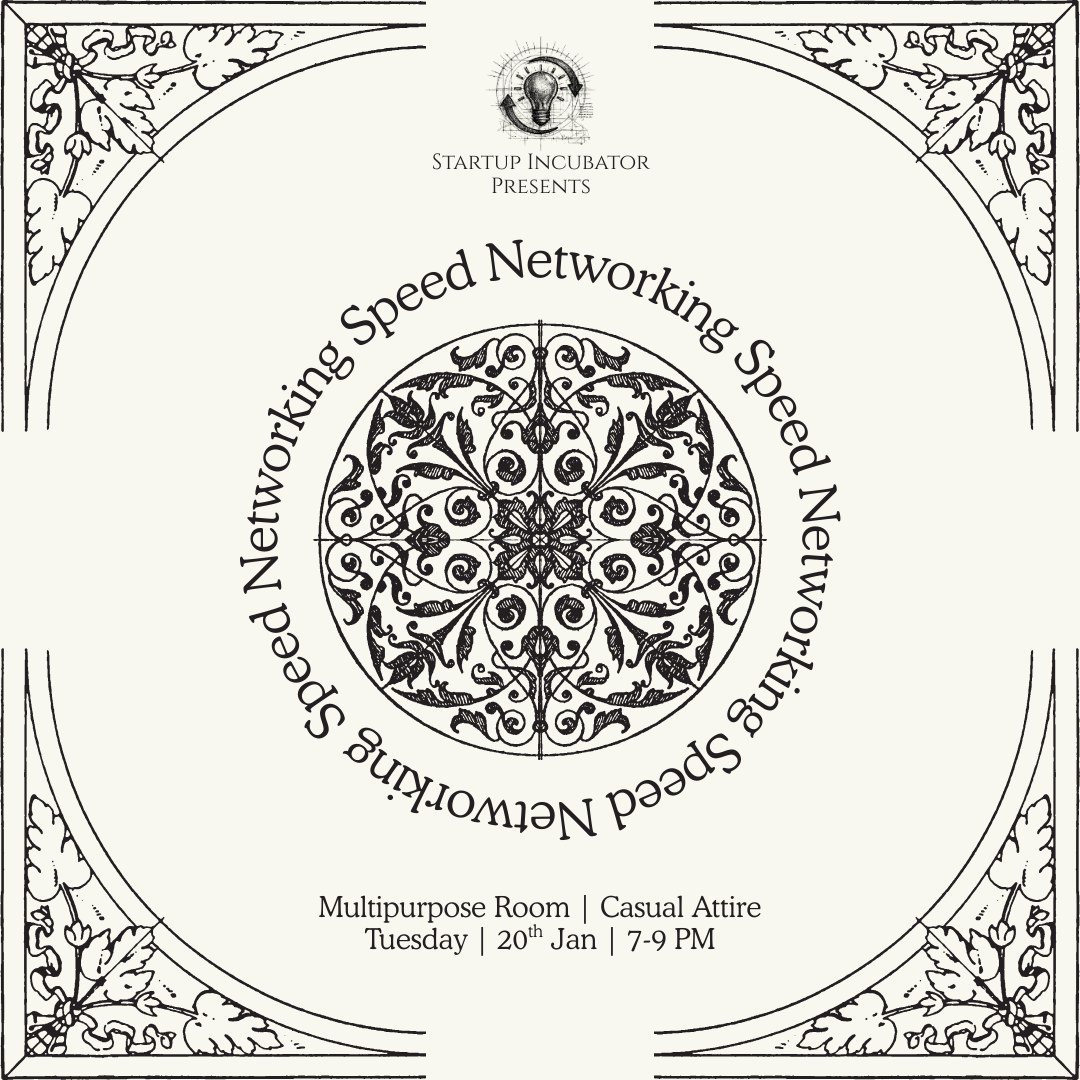 STARTUP INCUBATOR
PRESENTS
Speed Networking Speed Networking Speed Networking Speed Networking
Multipurpose Room | Casual Attire
Tuesday | 20th Jan | 7-9 PM